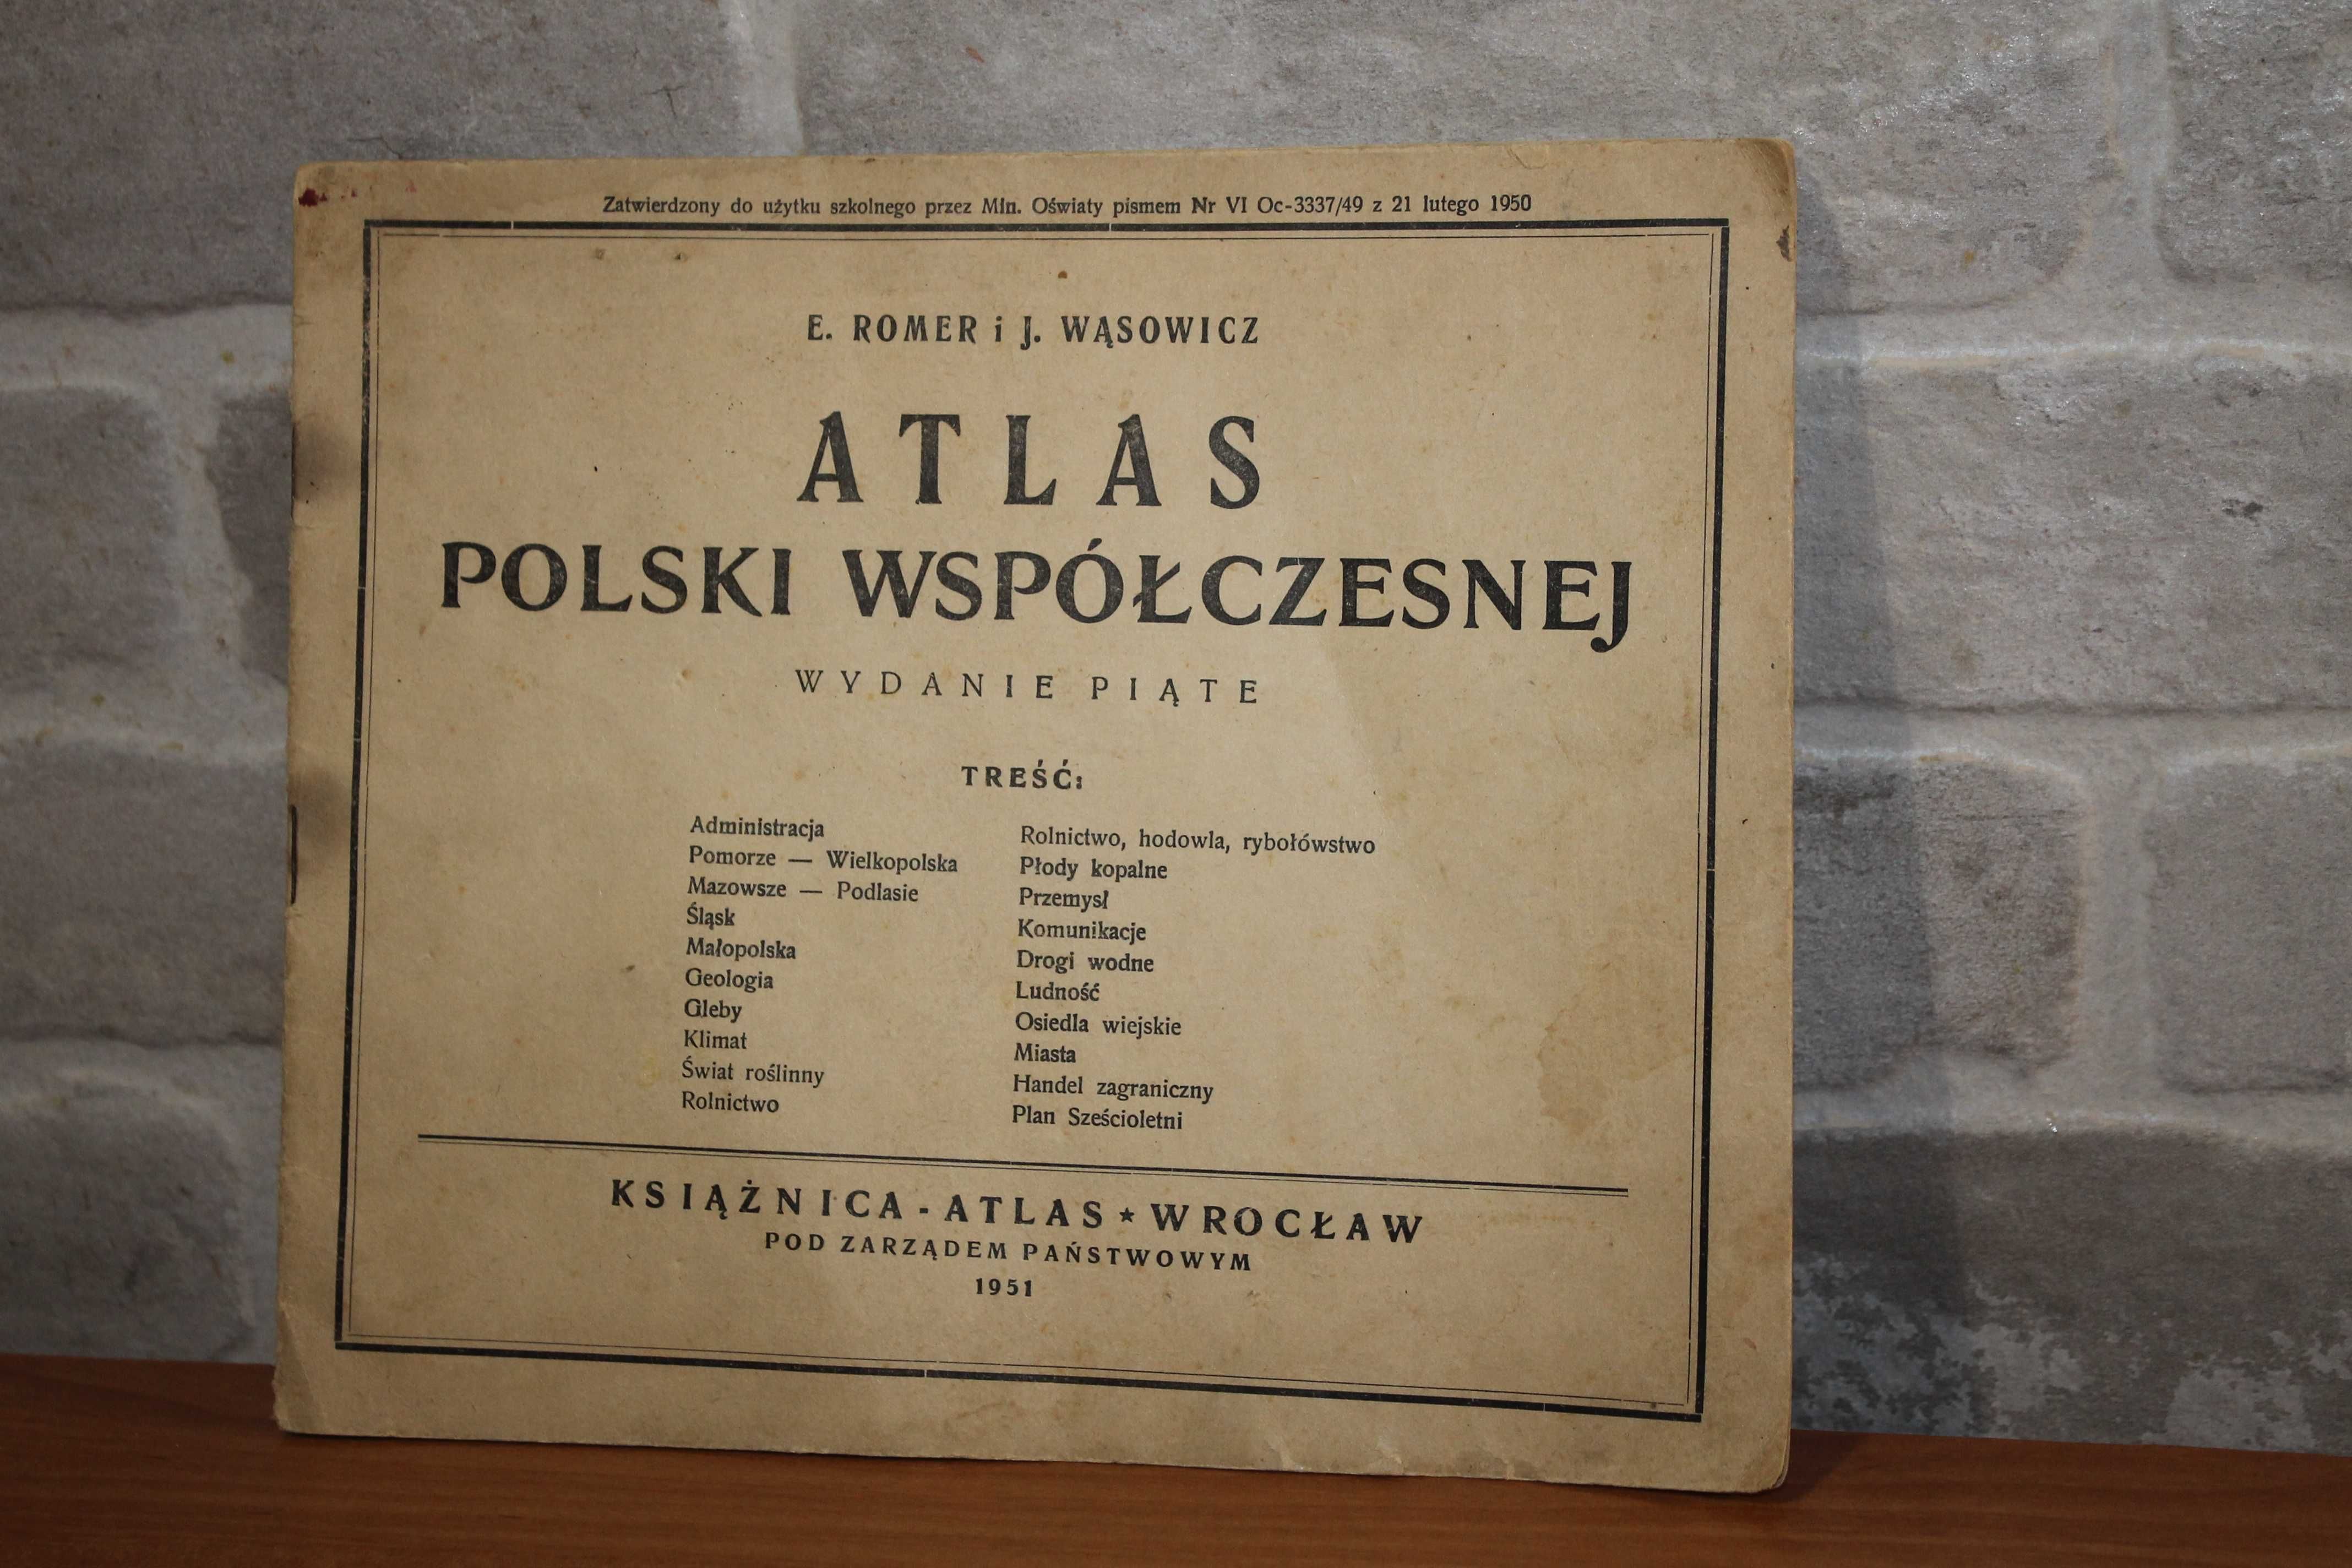 Zatwierdzony do użytku szkolnego przez Min. Oświaty pismem Nr VI Oc-3337/49 z 21 lutego 1950
E. ROMER i J. WĄSOWICZ
ATLAS
POLSKI WSPÓŁCZESNEJ
WYDANIE PIĄTE
TREŚĆ:
Administracja
Pomorze — Wielkopolska
Mazowsze — Podlasie
Śląsk
Małopolska
Geologia
Gleby
Klimat
Świat roślinny
Rolnictwo
Rolnictwo, hodowla, rybołówstwo
Płody kopalne
Przemysł
Komunikacje
Drogi wodne
Ludność
Osiedla wiejskie
Miasta
Handel zagraniczny
Plan Sześcioletni
KSIĄŻNICA-ATLAS★WROCŁAW
POD ZARZĄDEM PAŃSTWOWYM
1951